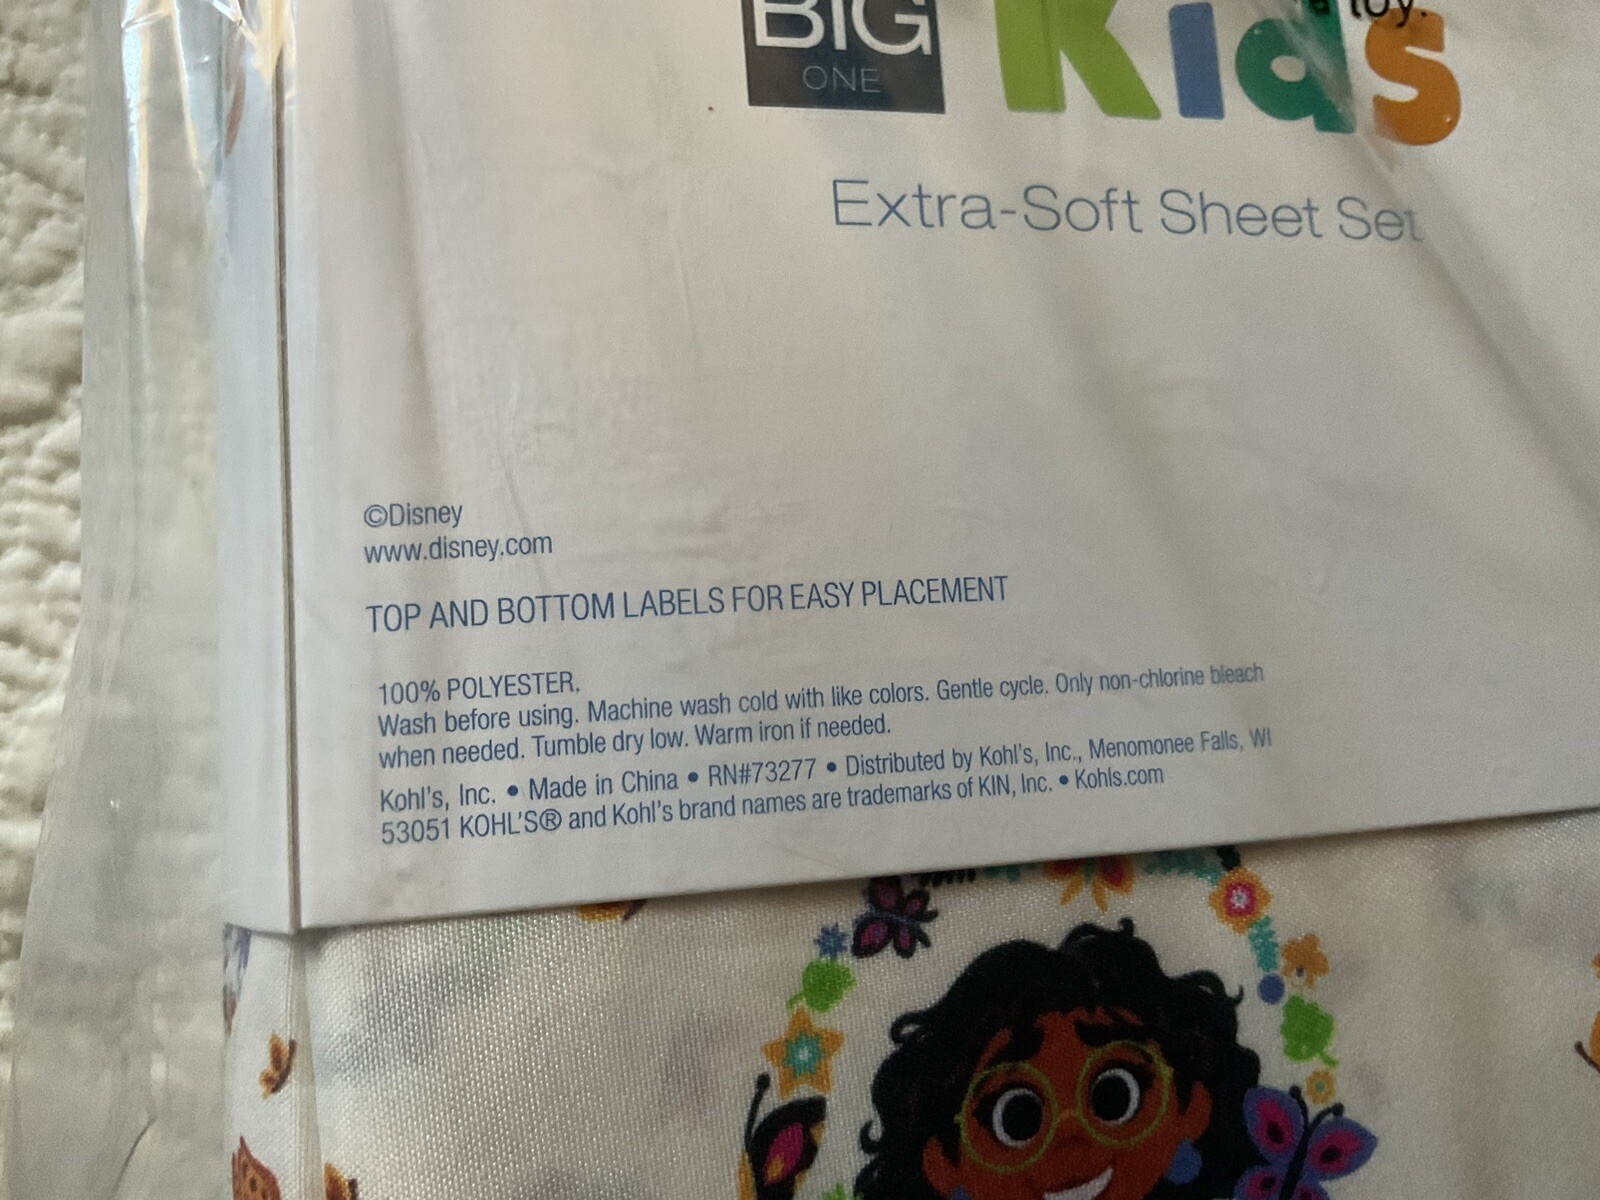 a toy.
BIG
ONE
Kids
Extra-Soft Sheet Set
©Disney
www.disney.com
TOP AND BOTTOM LABELS FOR EASY PLACEMENT
100% POLYESTER.
Wash before using. Machine wash cold with like colors. Gentle cycle. Only non-chlorine bleach
when needed. Tumble dry low. Warm iron if needed.
Kohl's, Inc. • Made in China • RN#73277 • Distributed by Kohl's, Inc., Menomonee Falls, WI
53051 KOHL'S® and Kohl's brand names are trademarks of KIN, Inc. • Kohls.com